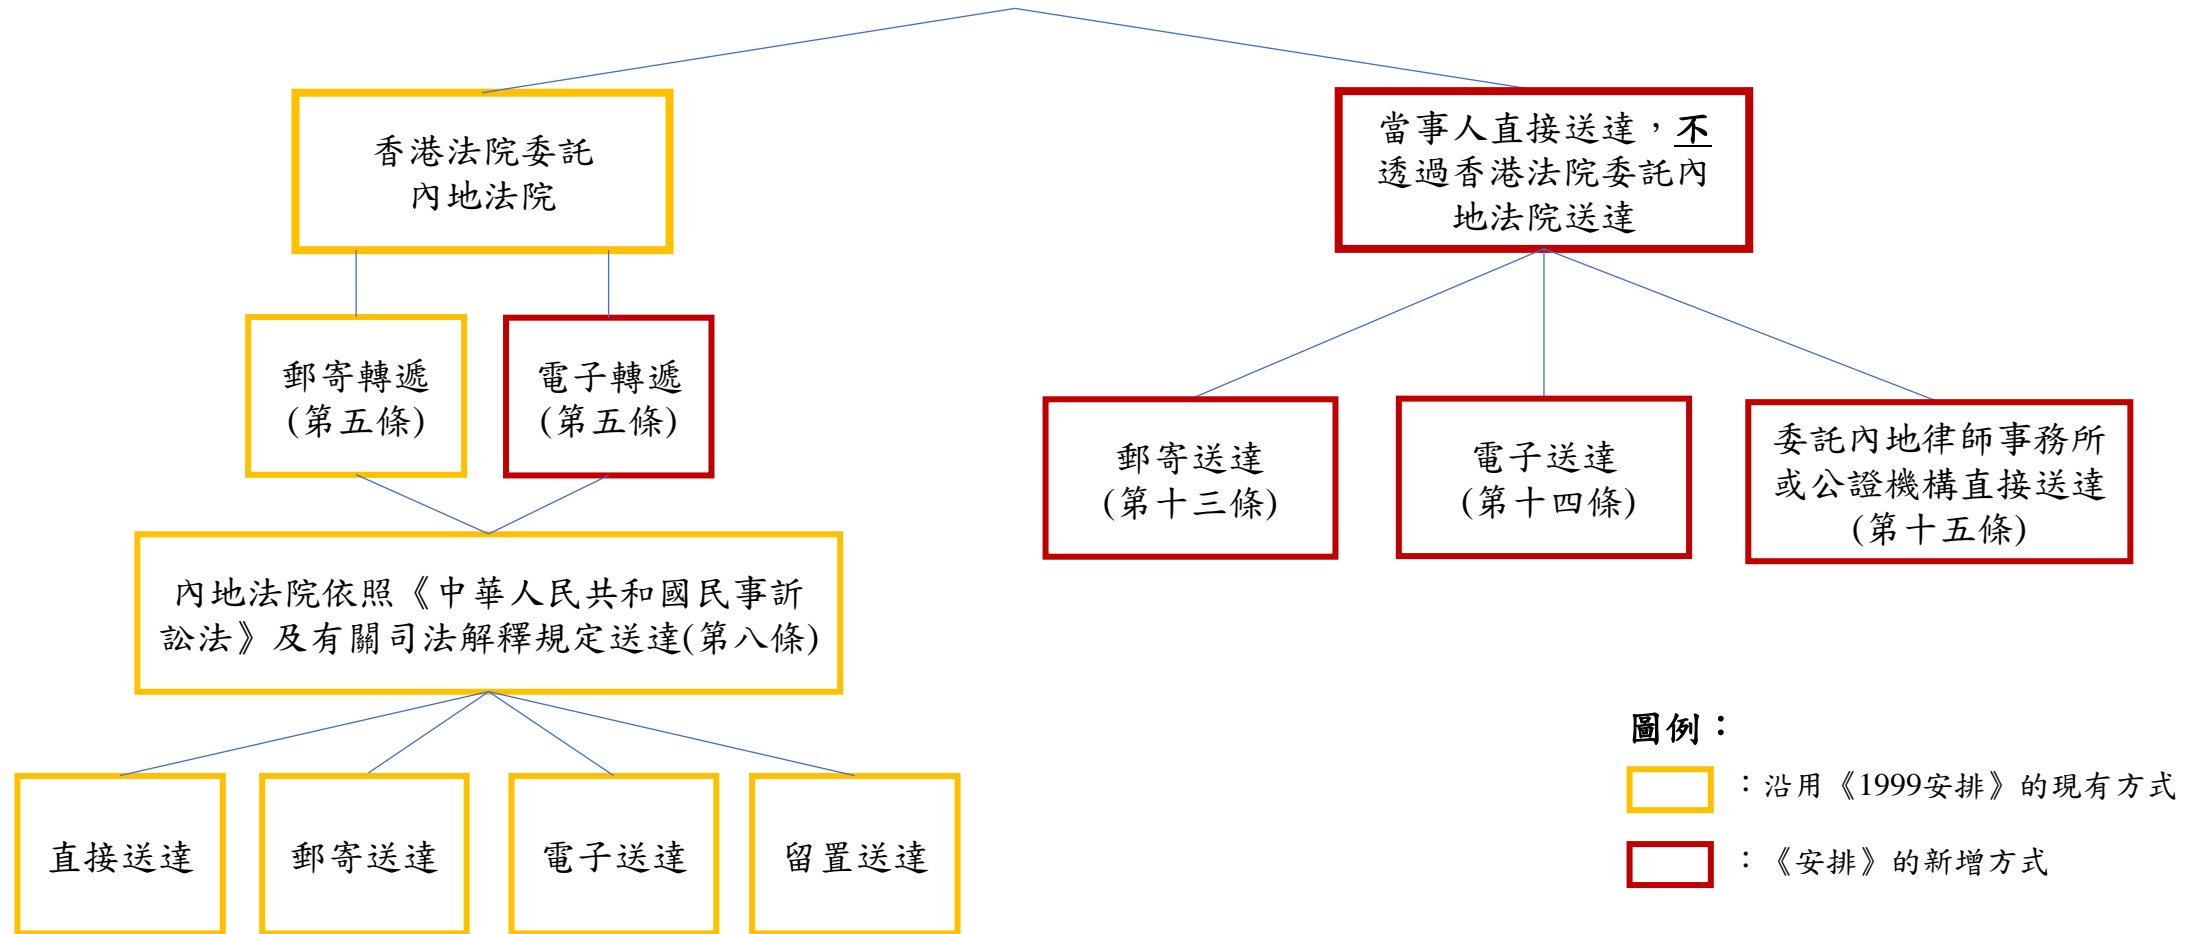 香港法院委託
內地法院
當事人直接送達，不
透過香港法院委託內
地法院送達
郵寄轉遞
(第五條)
電子轉遞
(第五條)
郵寄送達
(第十三條)
電子送達
(第十四條)
委託內地律師事務所
或公證機構直接送達
(第十五條)
內地法院依照《中華人民共和國民事訴
訟法》及有關司法解釋規定送達(第八條)
直接送達
郵寄送達
電子送達
留置送達
圖例：
：沿用《1999安排》的現有方式
：《安排》的新增方式